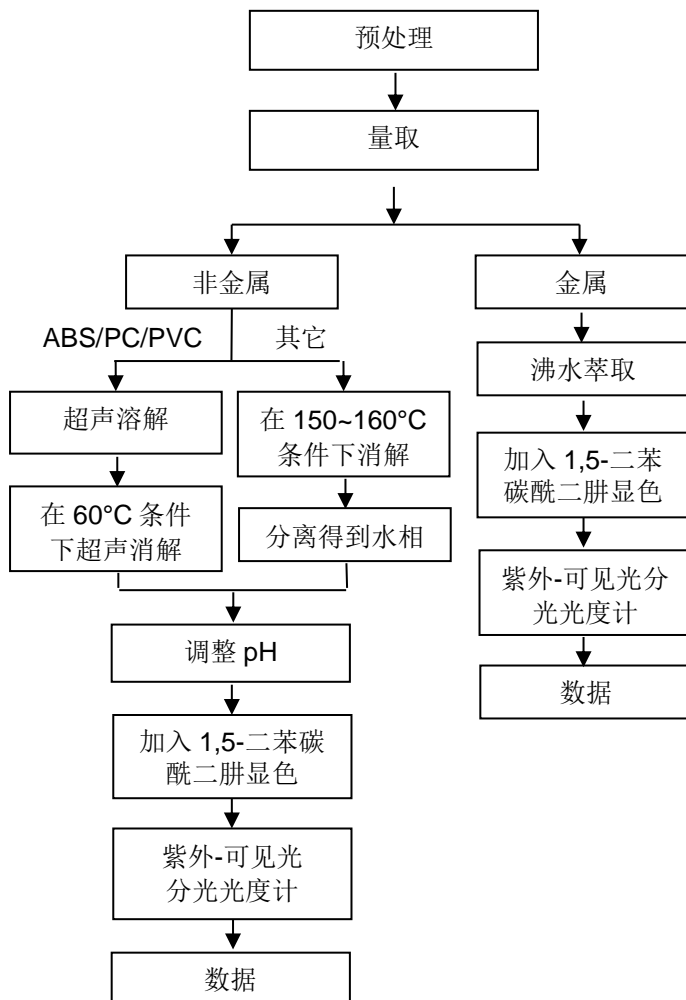 预处理
量取
非金属
金属
ABS/PC/PVC
其它
沸水萃取
超声溶解
在 150~160°C
条件下消解
加入 1,5-二苯
碳酰二肼显色
在 60°C 条件
下超声消解
分离得到水相
紫外-可见光分
光光度计
调整 pH
数据
加入 1,5-二苯碳
酰二肼显色
紫外-可见光
分光光度计
数据